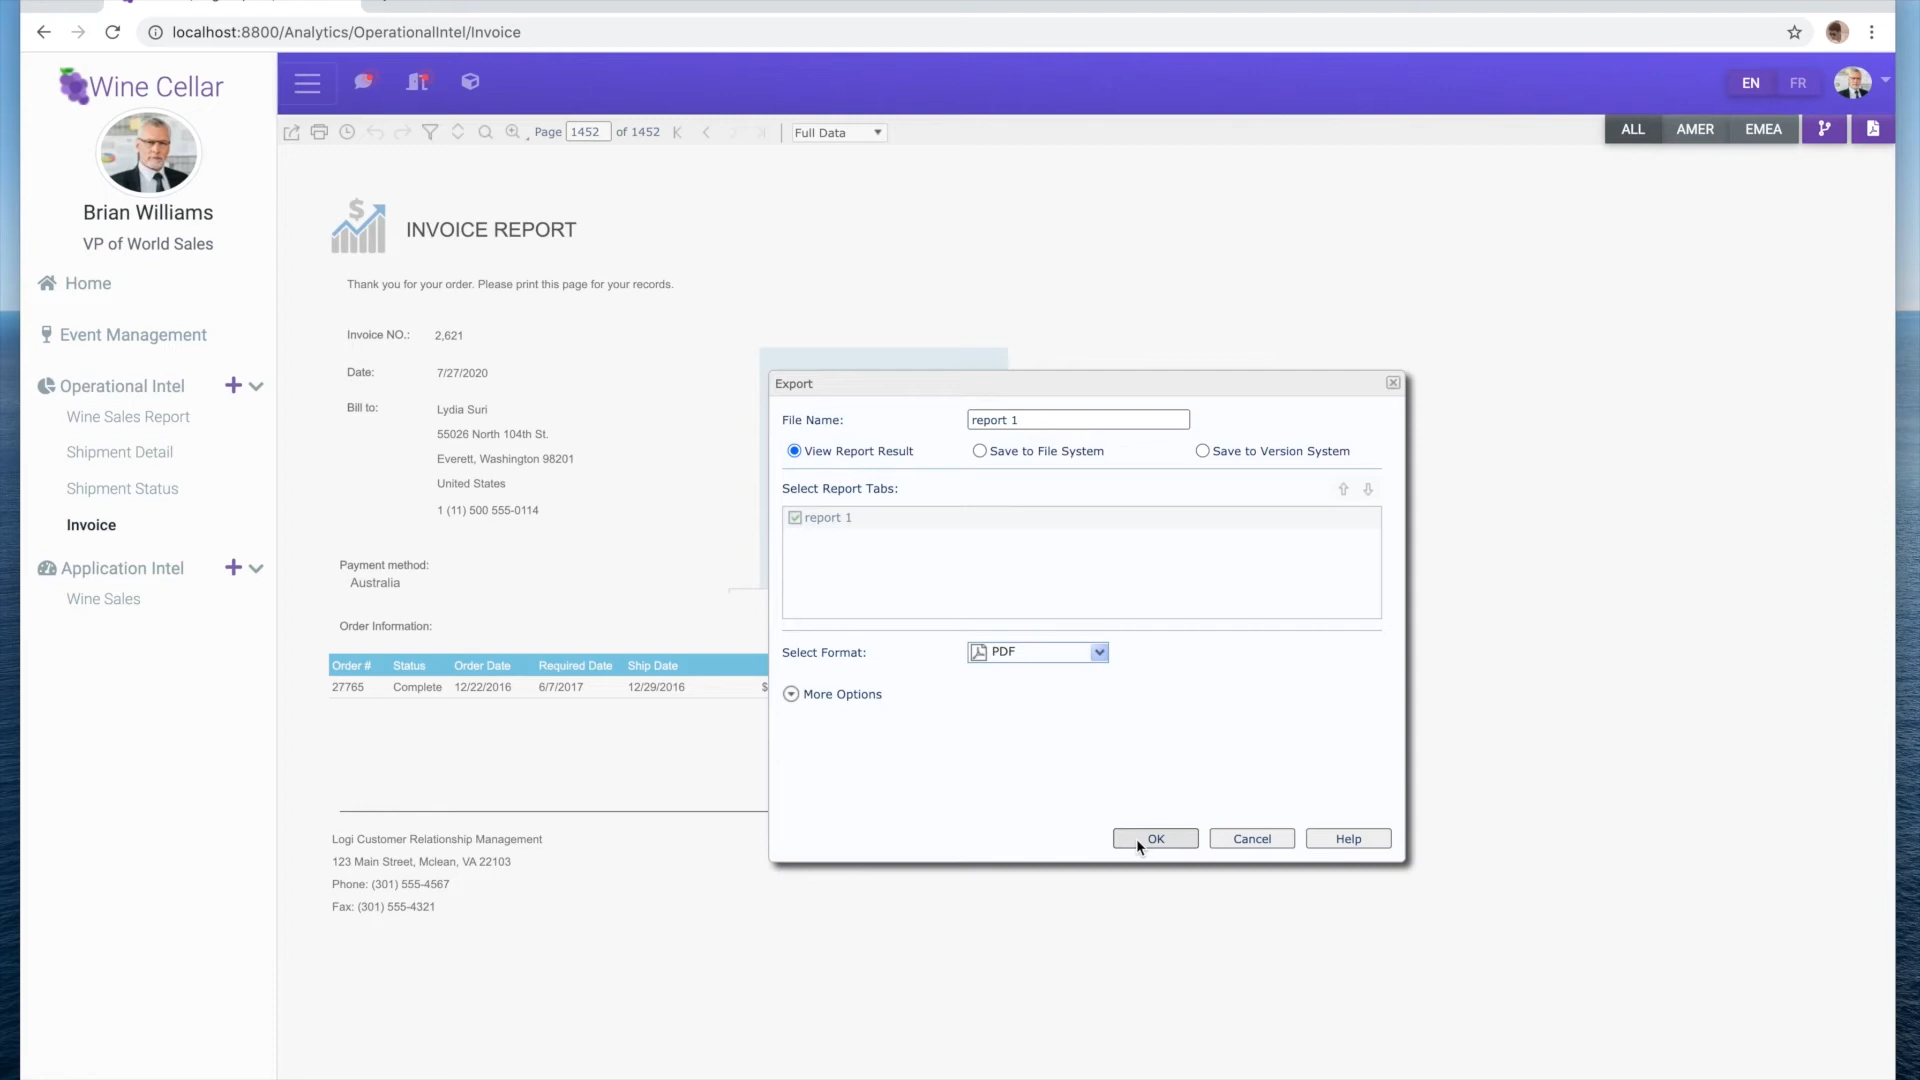 localhost:8800/Analytics/OperationalIntel/Invoice
Wine Cellar
EN FR
Page 1452 of 1452 Full Data
ALL AMER EMEA
Brian Williams
VP of World Sales
Home
Event Management
Operational Intel
Wine Sales Report
Shipment Detail
Shipment Status
Invoice
Application Intel
Wine Sales
INVOICE REPORT
Thank you for your order. Please print this page for your records.
Invoice NO.: 2,621
Date: 7/27/2020
Bill to: Lydia Suri
55026 North 104th St.
Everett, Washington 98201
United States
1 (11) 500 555-0114
Payment method:
Australia
Order Information:
Order # Status Order Date Required Date Ship Date
27765 Complete 12/22/2016 6/7/2017 12/29/2016 $
Logi Customer Relationship Management
123 Main Street, Mclean, VA 22103
Phone: (301) 555-4567
Fax: (301) 555-4321
Export
File Name: report 1
View Report Result Save to File System Save to Version System
Select Report Tabs:
report 1
Select Format: PDF
More Options
OK Cancel Help